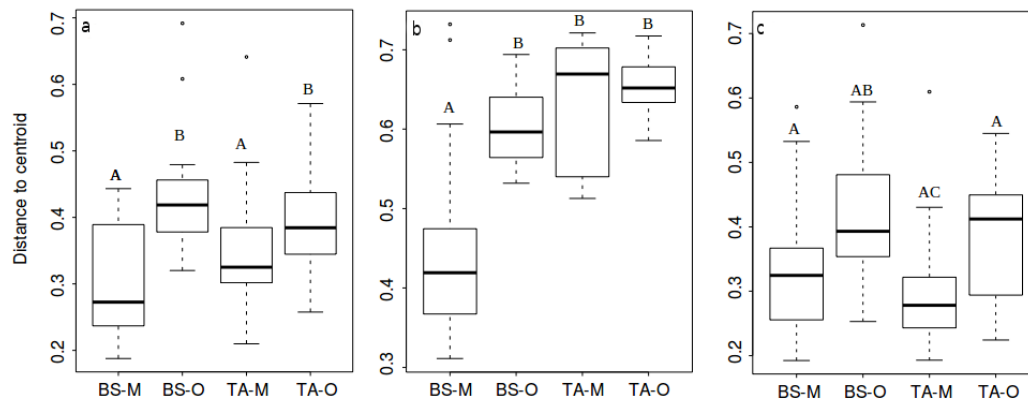 a
Distance to centroid
0.7
0.6
0.5
0.4
0.3
0.2
A
B
A
B
BS-M BS-O TA-M TA-O
b
0.7
0.6
0.5
0.4
0.3
A
B
B
B
BS-M BS-O TA-M TA-O
c
0.7
0.6
0.5
0.4
0.3
0.2
A
AB
AC
A
BS-M BS-O TA-M TA-O